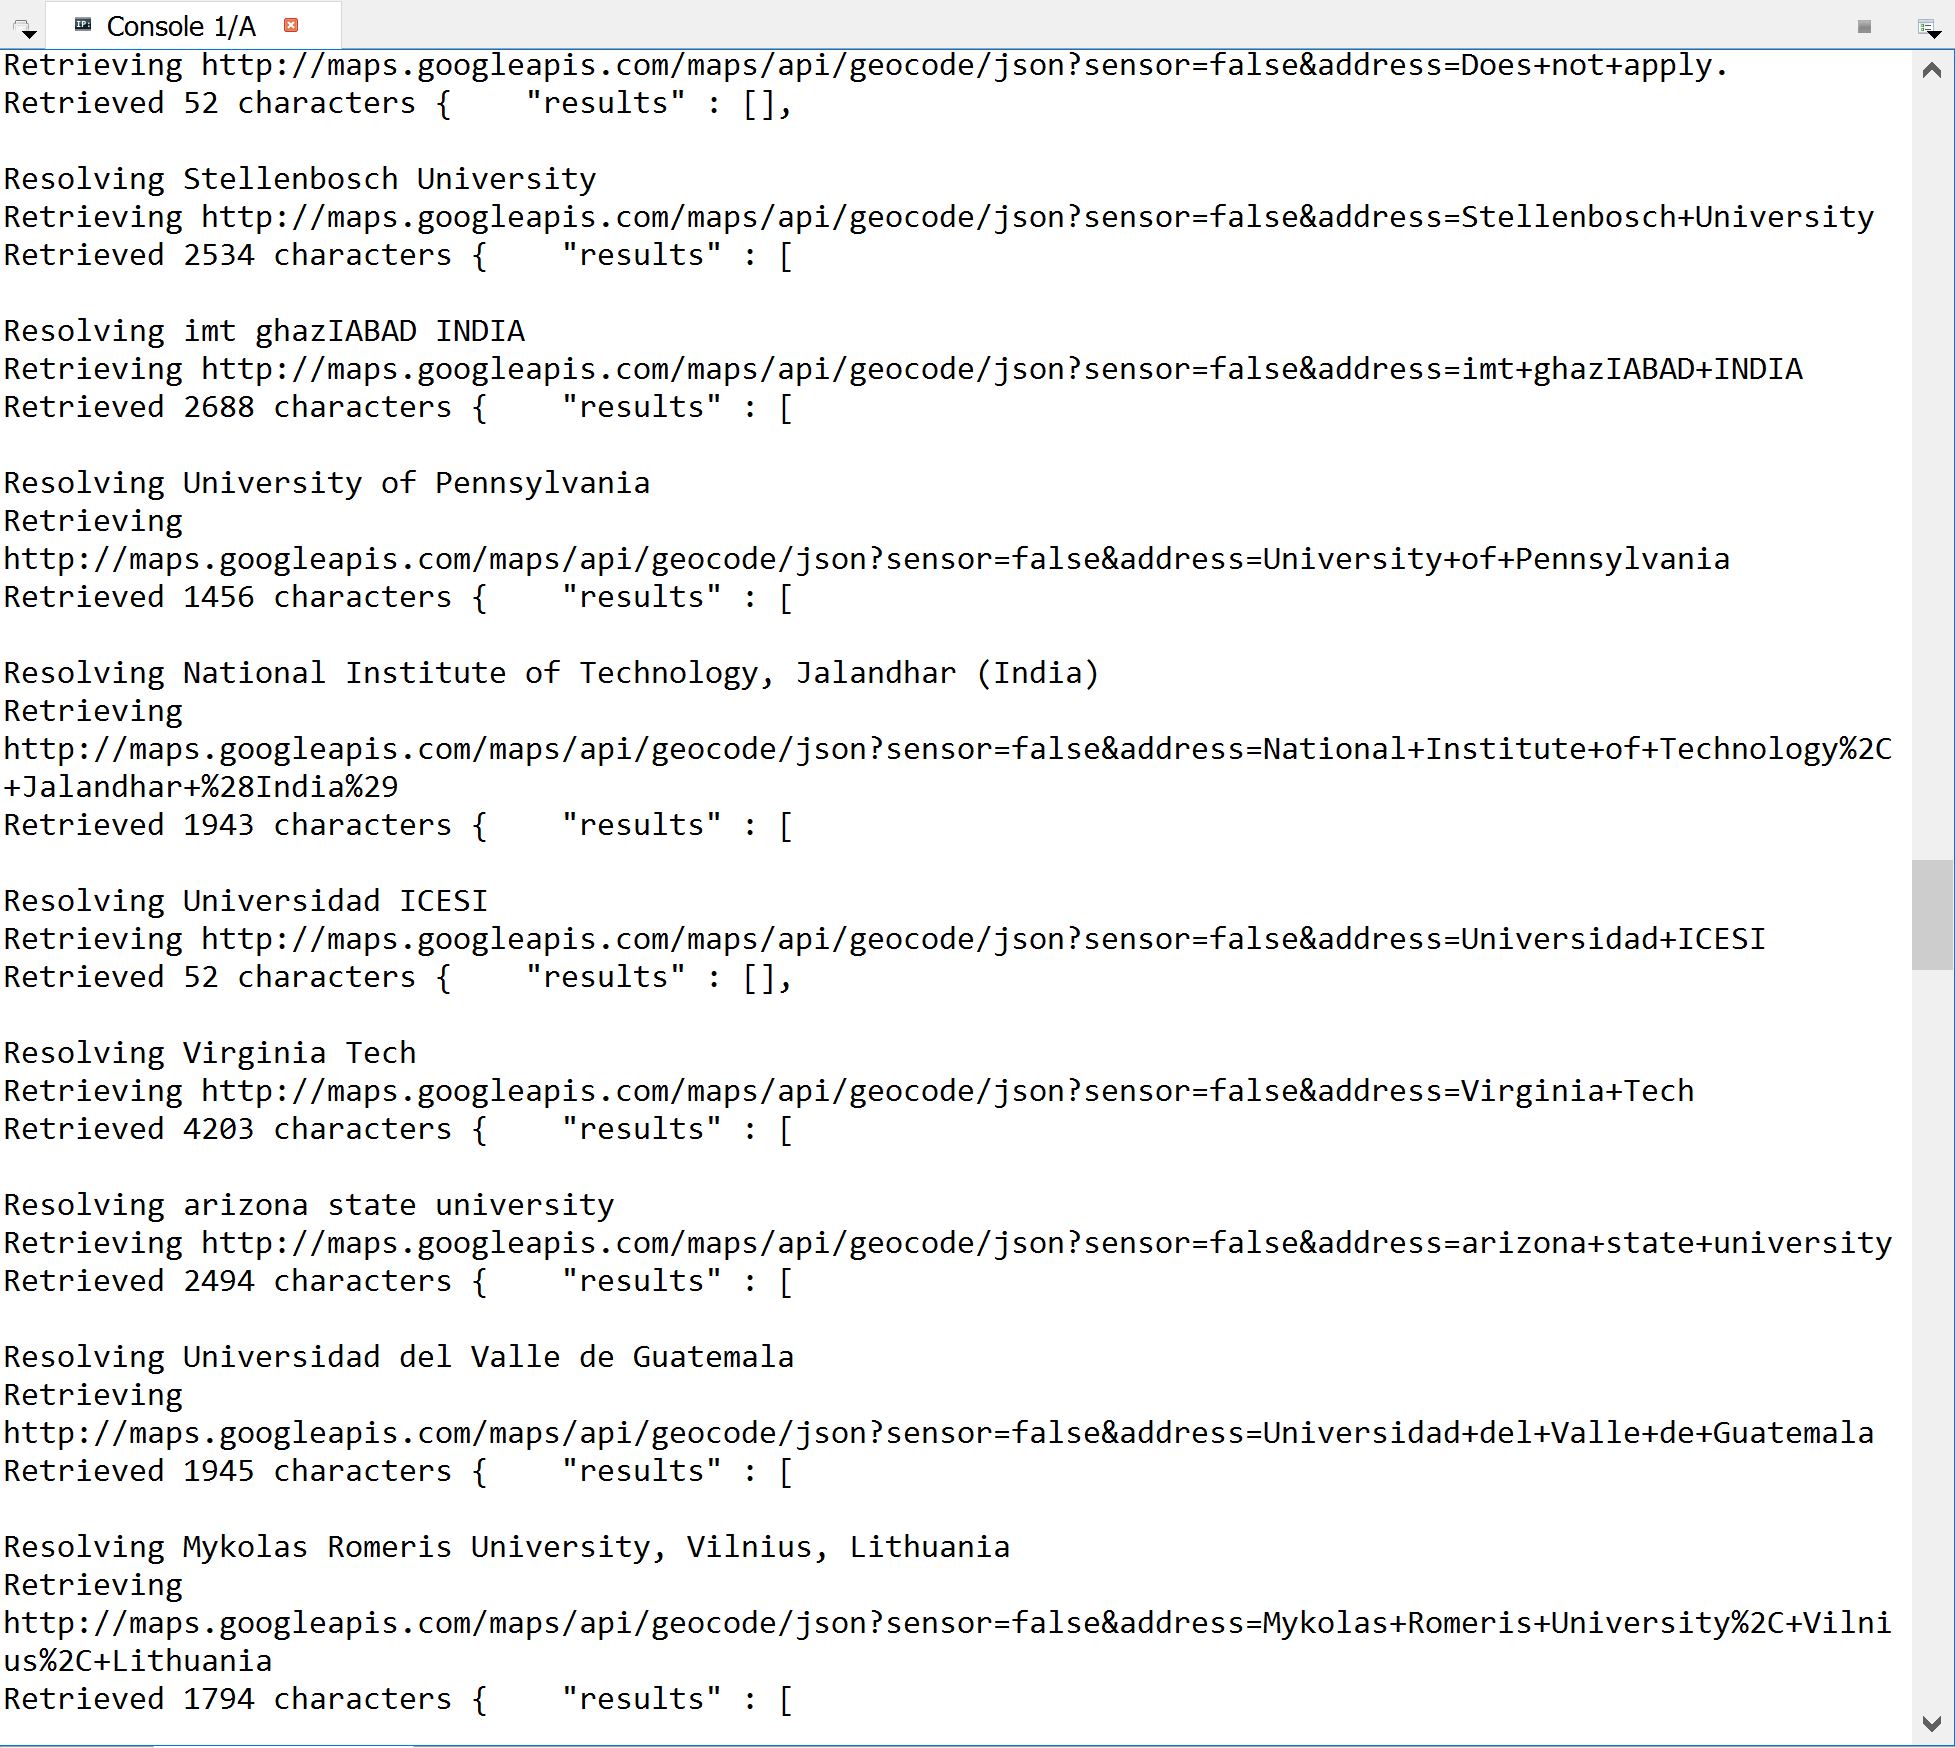 Console 1/A
Retrieving http://maps.googleapis.com/maps/api/geocode/json?sensor=false&address=Does+not+apply.
Retrieved 52 characters {    "results" : [],
Resolving Stellenbosch University
Retrieving http://maps.googleapis.com/maps/api/geocode/json?sensor=false&address=Stellenbosch+University
Retrieved 2534 characters {    "results" : [
Resolving imt ghazIABAD INDIA
Retrieving http://maps.googleapis.com/maps/api/geocode/json?sensor=false&address=imt+ghazIABAD+INDIA
Retrieved 2688 characters {    "results" : [
Resolving University of Pennsylvania
Retrieving
http://maps.googleapis.com/maps/api/geocode/json?sensor=false&address=University+of+Pennsylvania
Retrieved 1456 characters {    "results" : [
Resolving National Institute of Technology, Jalandhar (India)
Retrieving
http://maps.googleapis.com/maps/api/geocode/json?sensor=false&address=National+Institute+of+Technology%2C
+Jalandhar+%28India%29
Retrieved 1943 characters {    "results" : [
Resolving Universidad ICESI
Retrieving http://maps.googleapis.com/maps/api/geocode/json?sensor=false&address=Universidad+ICESI
Retrieved 52 characters {    "results" : [],
Resolving Virginia Tech
Retrieving http://maps.googleapis.com/maps/api/geocode/json?sensor=false&address=Virginia+Tech
Retrieved 4203 characters {    "results" : [
Resolving arizona state university
Retrieving http://maps.googleapis.com/maps/api/geocode/json?sensor=false&address=arizona+state+university
Retrieved 2494 characters {    "results" : [
Resolving Universidad del Valle de Guatemala
Retrieving
http://maps.googleapis.com/maps/api/geocode/json?sensor=false&address=Universidad+del+Valle+de+Guatemala
Retrieved 1945 characters {    "results" : [
Resolving Mykolas Romeris University, Vilnius, Lithuania
Retrieving
http://maps.googleapis.com/maps/api/geocode/json?sensor=false&address=Mykolas+Romeris+University%2C+Vilni
us%2C+Lithuania
Retrieved 1794 characters {    "results" : [